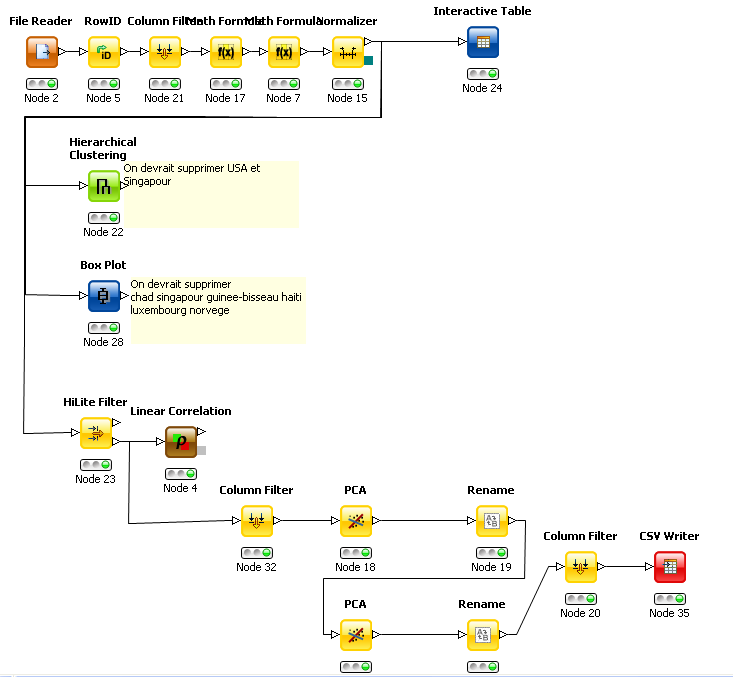 Interactive Table
File Reader
RowID
Column Filter
Math Formula
Math Formula
Normalizer
Node 2
Node 5
Node 21
Node 17
Node 7
Node 15
Node 24
Hierarchical
Clustering
On devrait supprimer USA et
Singapour
Node 22
Box Plot
On devrait supprimer
chad singapour guinee-bisseau haiti
luxembourg norvege
Node 28
HiLite Filter
Linear Correlation
Node 23
Node 4
Column Filter
PCA
Rename
Node 32
Node 18
Node 19
Column Filter
CSV Writer
Node 20
Node 35
PCA
Rename